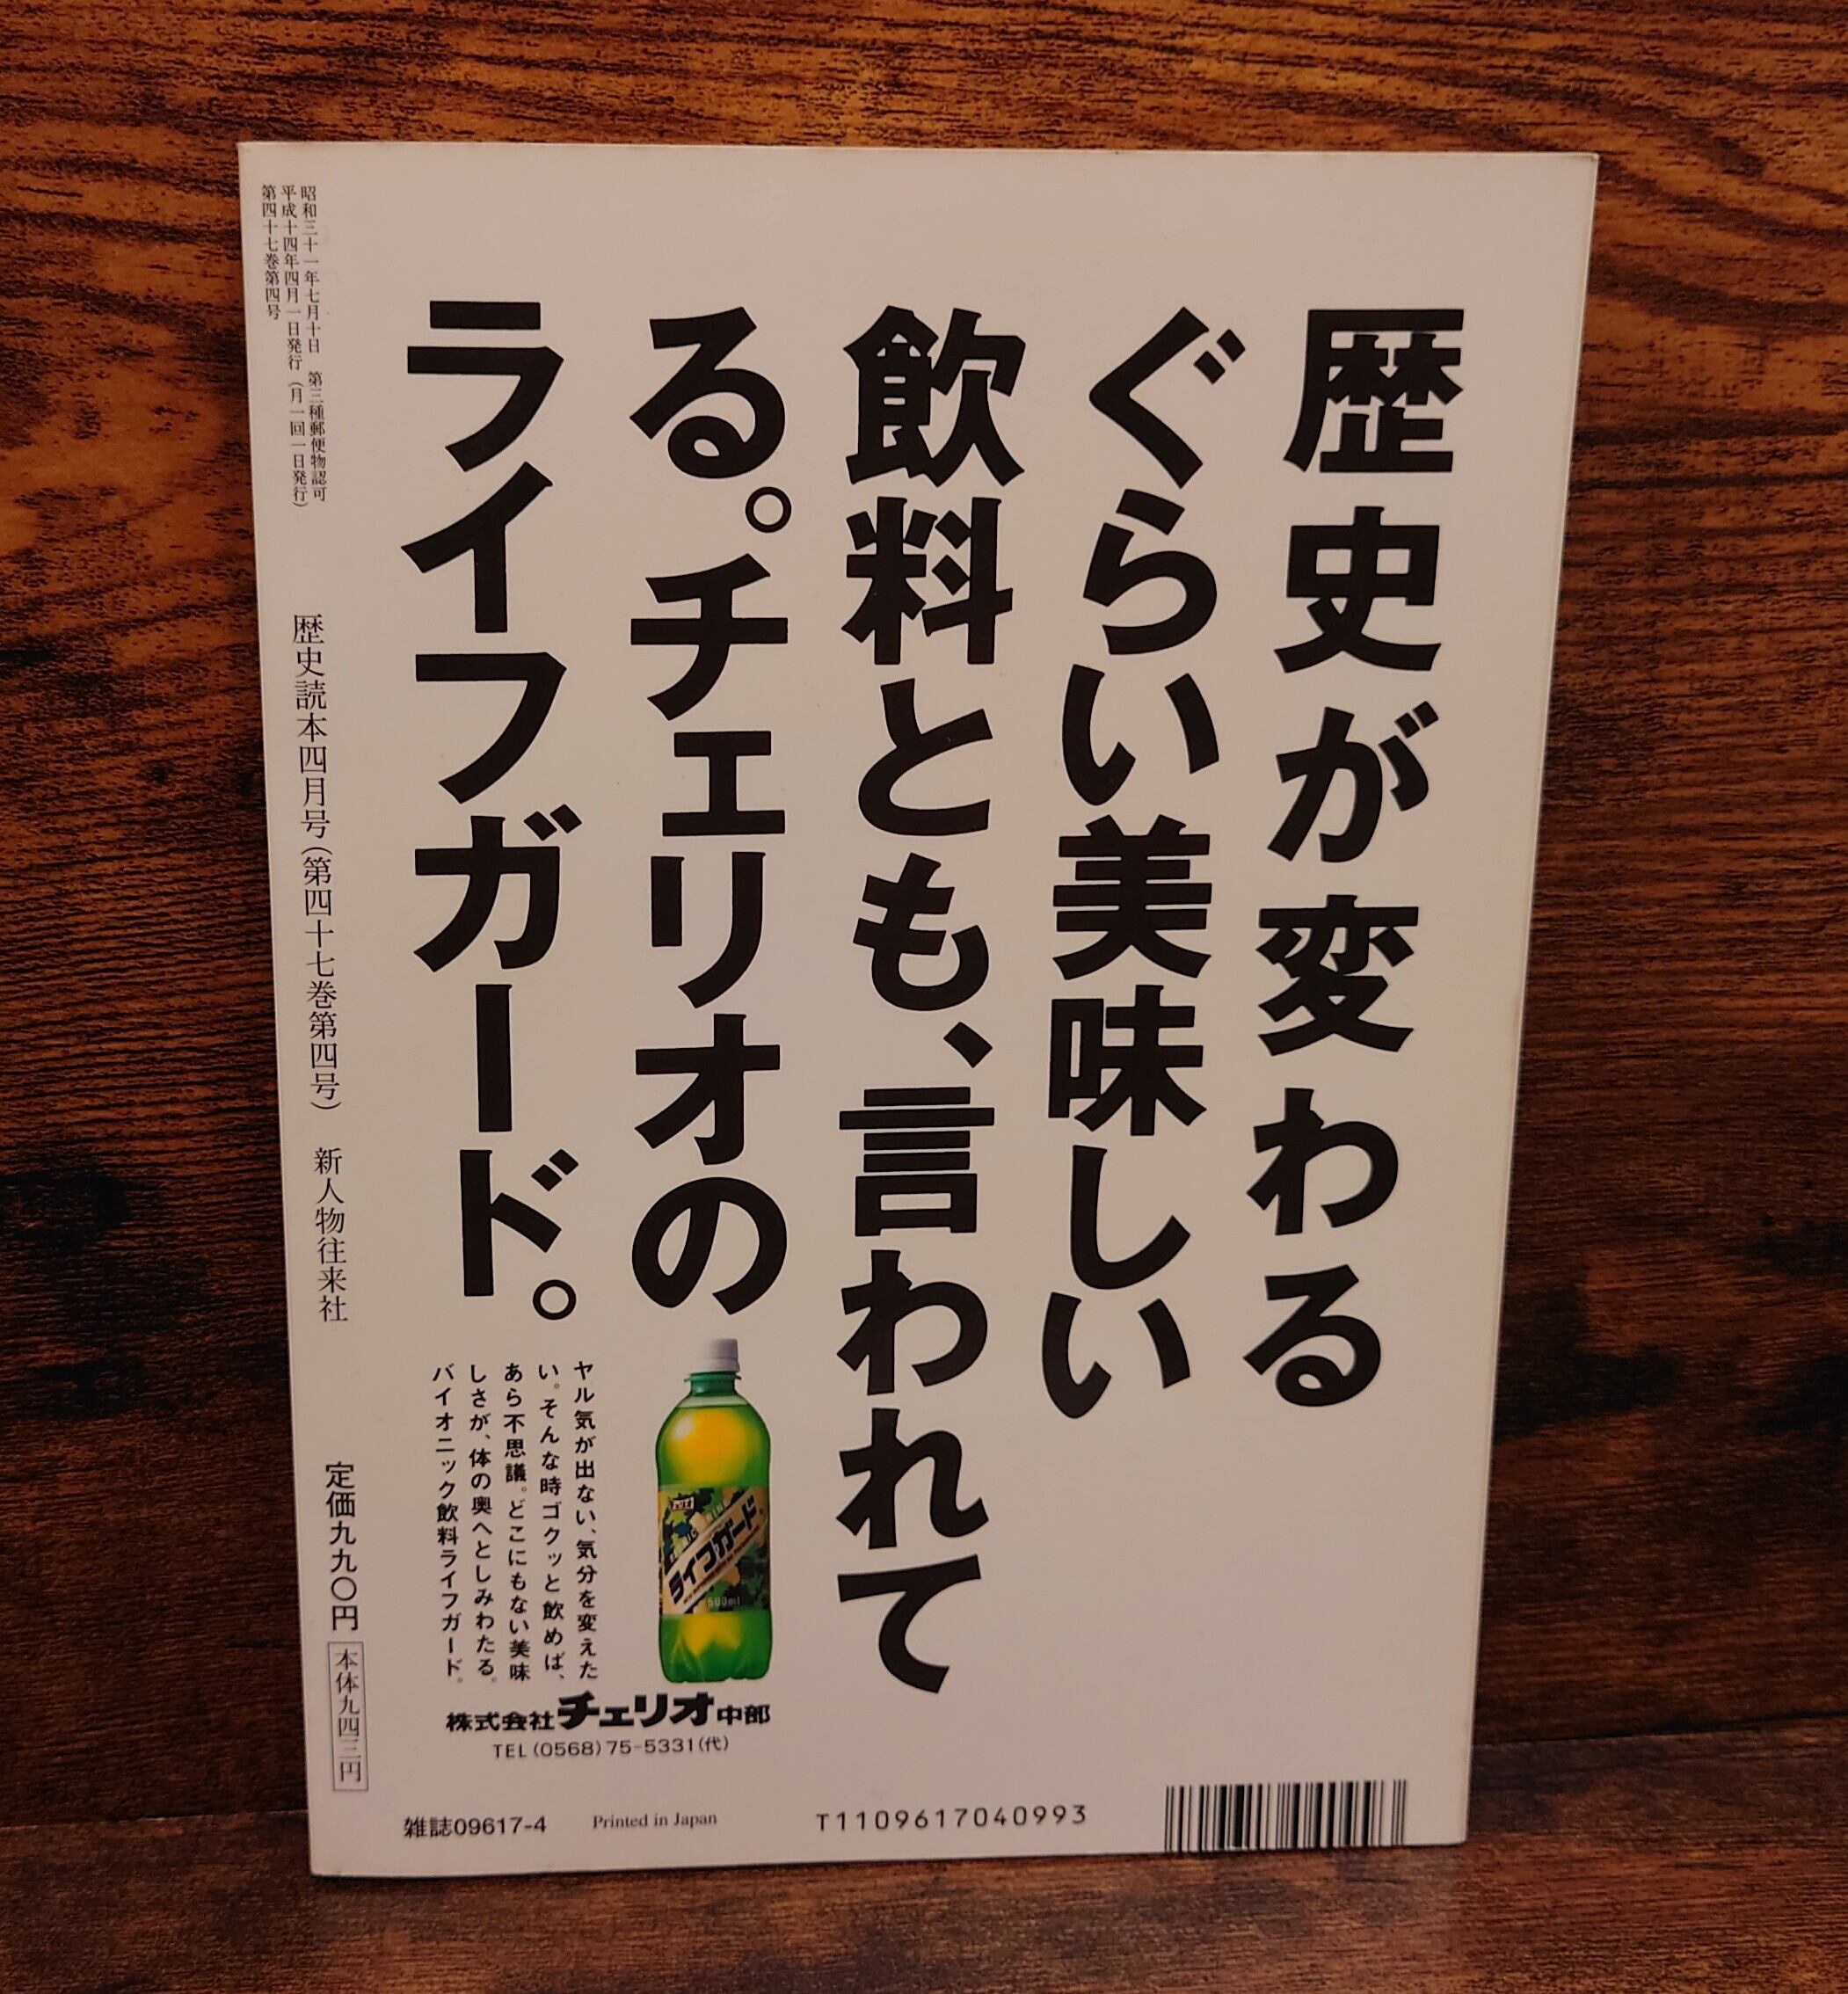 歴史が変わる
ぐらい美味しい
飲料とも、言われて
る。チェリオの
ライフガード。
ヤル気が出ない、気分を変えた
い。そんな時ゴクッと飲めば、
あら不思議。どこにもない美味
しさが、体の奥へとしみわたる。
バイオニック飲料ライフガード。
チェリオ
ライフガード
500ml
株式会社チェリオ中部
TEL(0568)75-5331(代)
昭和三十一年七月十日 第三種郵便物認可
平成十四年四月一日発行(月一回一日発行)
第四十七巻第四号
歴史読本四月号(第四十七巻第四号) 新人物往来社
定価九九〇円
本体九四三円
雑誌09617-4
Printed in Japan
T1109617040993